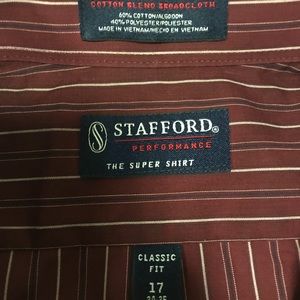 COTTON BLEND BROADCLOTH
60% COTTON/ALGODON
40% POLYESTER/POLIESTER
MADE IN VIETNAM/HECHO EN VIETNAM
S STAFFORD®
PERFORMANCE
THE SUPER SHIRT
CLASSIC
FIT
17